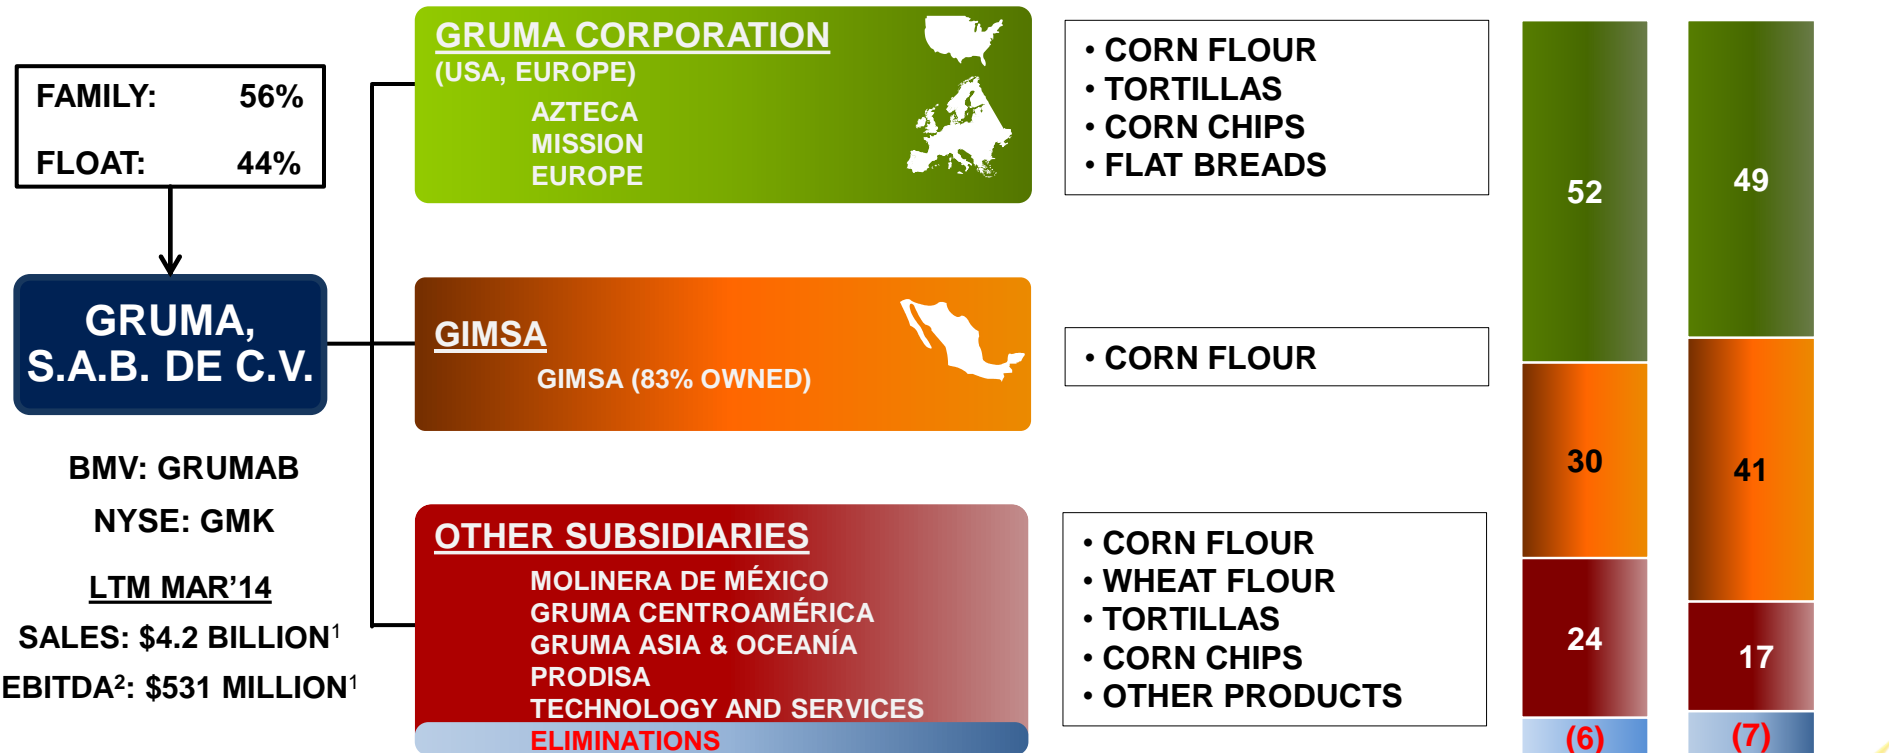 FAMILY: 56%
FLOAT: 44%
GRUMA,
S.A.B. DE C.V.
BMV: GRUMAB
NYSE: GMK
LTM MAR’14
SALES: $4.2 BILLION¹
EBITDA²: $531 MILLION¹
GRUMA CORPORATION
(USA, EUROPE)
AZTECA
MISSION
EUROPE
• CORN FLOUR
• TORTILLAS
• CORN CHIPS
• FLAT BREADS
GIMSA
GIMSA (83% OWNED)
• CORN FLOUR
OTHER SUBSIDIARIES
MOLINERA DE MÉXICO
GRUMA CENTROAMÉRICA
GRUMA ASIA & OCEANÍA
PRODISA
TECHNOLOGY AND SERVICES
ELIMINATIONS
• CORN FLOUR
• WHEAT FLOUR
• TORTILLAS
• CORN CHIPS
• OTHER PRODUCTS
52
30
24
(6)
49
41
17
(7)